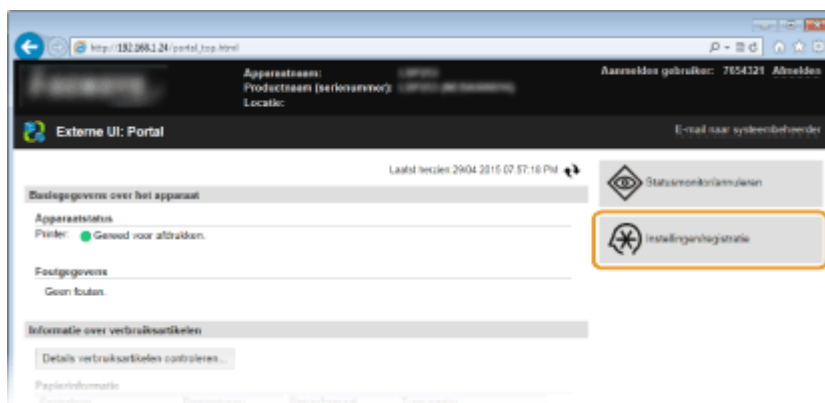 http://192.168.1.24/portal_top.html
Apparaatnaam:
Productnaam (serienummer):
Locatie:
Aanmelden gebruiker: 7654321 Afmelden
Externe UI: Portal
E-mail naar systeembeheerder
Laatst herzien: 29/04 2015 07:57:18 PM
Basisgegevens over het apparaat
Apparaatstatus
Printer: Gereed voor afdrukken.
Foutgegevens
Geen fouten.
Informatie over verbruiksartikelen
Details verbruiksartikelen controleren...
Papierinformatie
Statusmonitor/annuleren
Instellingen/registratie